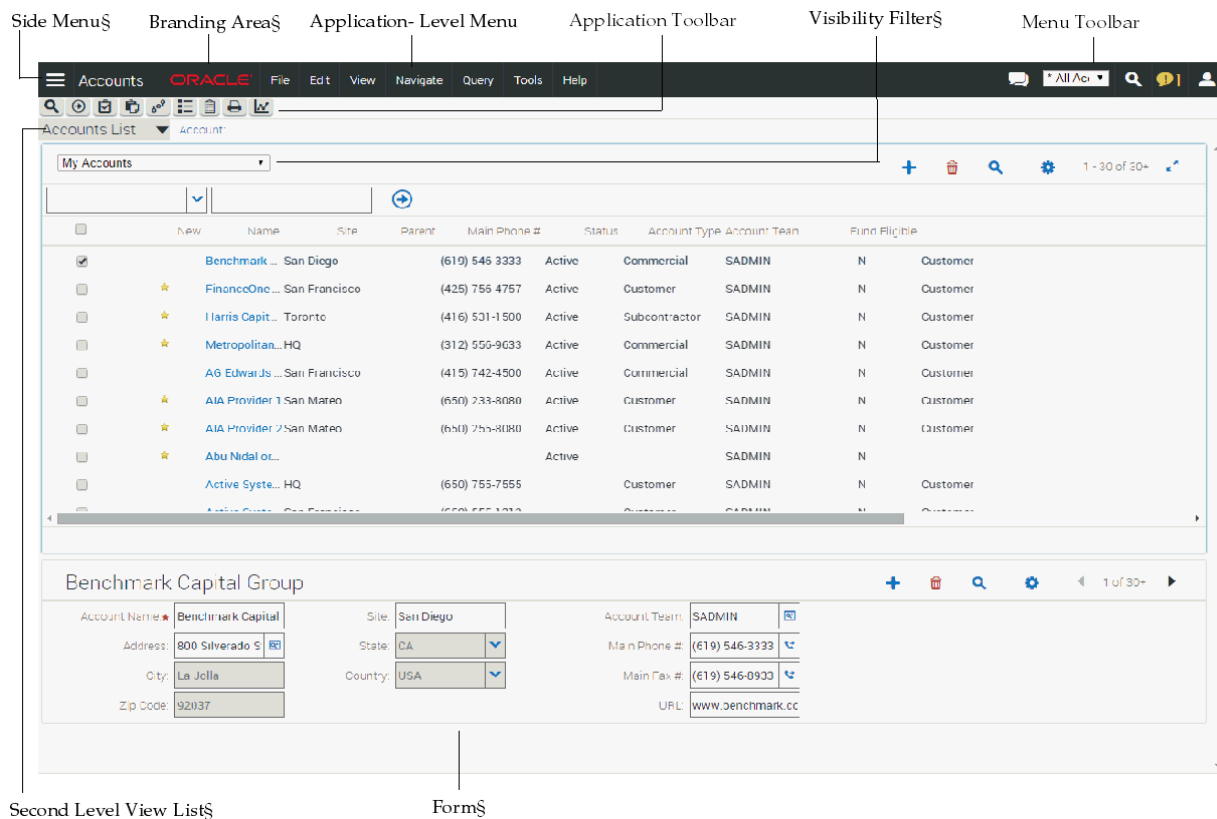 Side Menu§ Branding Area§ Application- Level Menu Application Toolbar Visibility Filter§ Menu Toolbar
Accounts ORACLE File Edit View Navigate Query Tools Help * All Acc 1
Accounts List Account:
My Accounts 1 - 30 of 30+
New Name Site Parent Main Phone # Status Account Type Account Team Fund Eligible
Benchmark ... San Diego (619) 546-3333 Active Commercial SADMIN N Customer
FinanceOne... San Francisco (425) 756-4757 Active Customer SADMIN N Customer
Harris Capit... Toronto (416) 531-1500 Active Subcontractor SADMIN N Customer
Metropolitan... HQ (312) 556-9633 Active Commercial SADMIN N Customer
AG Edwards ... San Francisco (415) 742-4500 Active Commercial SADMIN N Customer
AIA Provider 1 San Mateo (650) 233-8080 Active Customer SADMIN N Customer
AIA Provider 2 San Mateo (650) 255-8080 Active Customer SADMIN N Customer
Abu Nidal or... Active SADMIN N
Active Syste... HQ (650) 755-7555 Customer SADMIN N Customer
Benchmark Capital Group 1 of 30+
Account Name: Benchmark Capital Site: San Diego Account Team: SADMIN
Address: 800 Silverado S State: CA Main Phone #: (619) 546-3333
City: La Jolla Country: USA Main Fax #: (619) 546-8933
Zip Code: 92037 URL: www.benchmark.cc
Second Level View List§ Form§